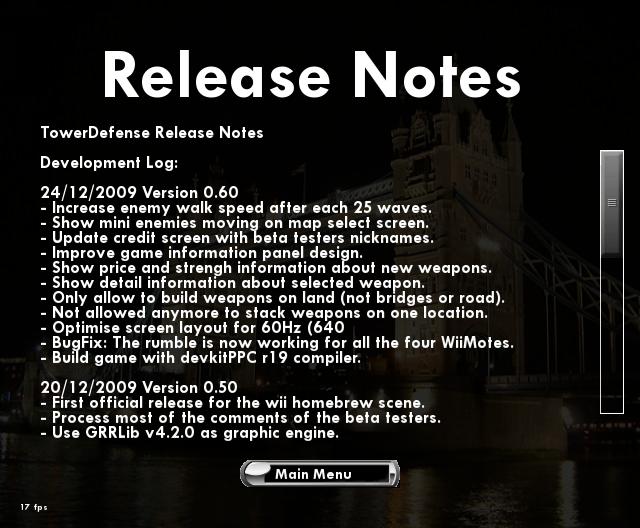 Release Notes
TowerDefense Release Notes
Development Log:
24/12/2009 Version 0.60
- Increase enemy walk speed after each 25 waves.
- Show mini enemies moving on map select screen.
- Update credit screen with beta testers nicknames.
- Improve game information panel design.
- Show price and strengh information about new weapons.
- Show detail information about selected weapon.
- Only allow to build weapons on land (not bridges or road).
- Not allowed anymore to stack weapons on one location.
- Optimise screen layout for 60Hz (640
- BugFix: The rumble is now working for all the four WiiMotes.
- Build game with devkitPPC r19 compiler.
20/12/2009 Version 0.50
- First official release for the wii homebrew scene.
- Process most of the comments of the beta testers.
- Use GRRLib v4.2.0 as graphic engine.
Main Menu
17 fps